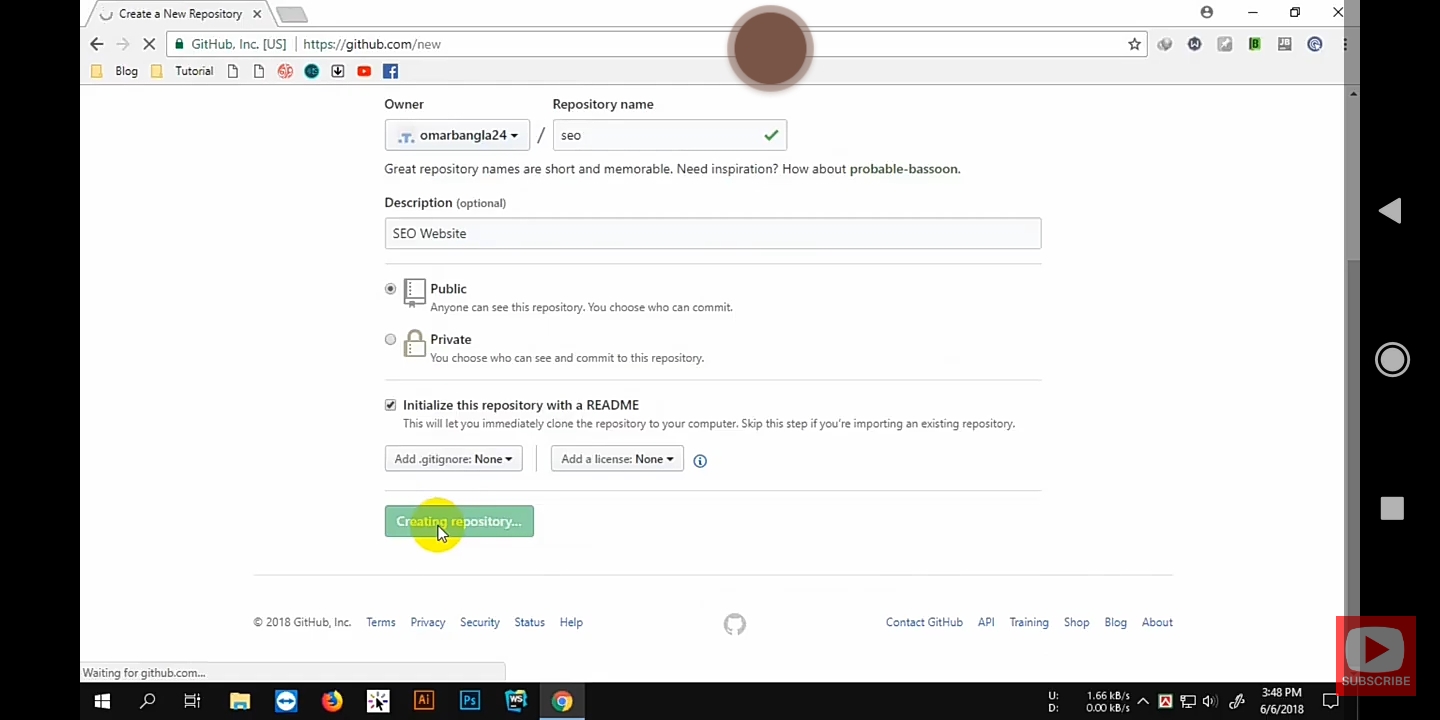 Create a New Repository
GitHub, Inc. [US] | https://github.com/new
Blog Tutorial
Owner Repository name
omarbangla24 / seo
Great repository names are short and memorable. Need inspiration? How about probable-bassoon.
Description (optional)
SEO Website
Public
Anyone can see this repository. You choose who can commit.
Private
You choose who can see and commit to this repository.
Initialize this repository with a README
This will let you immediately clone the repository to your computer. Skip this step if you're importing an existing repository.
Add .gitignore: None Add a license: None
Creating repository...
© 2018 GitHub, Inc. Terms Privacy Security Status Help Contact GitHub API Training Shop Blog About
Waiting for github.com...
SUBSCRIBE
Ai Ps WS
U: 1.66 kB/s
D: 0.00 kB/s
3:48 PM
6/6/2018